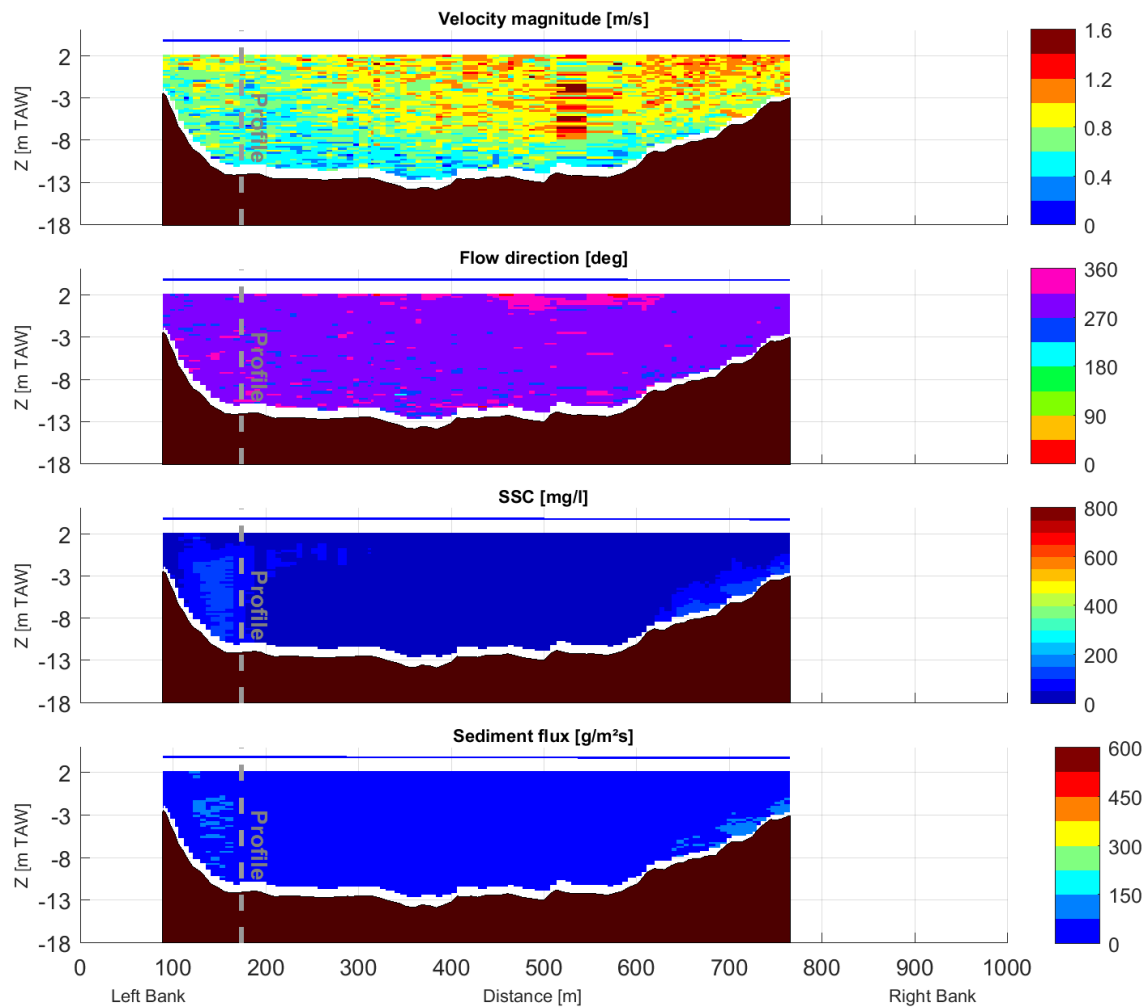 Velocity magnitude [m/s]
Z [m TAW]
2
-3
-8
-13
-18
Profile
1.6
1.2
0.8
0.4
0
Flow direction [deg]
Z [m TAW]
2
-3
-8
-13
-18
Profile
360
270
180
90
0
SSC [mg/l]
Z [m TAW]
2
-3
-8
-13
-18
Profile
800
600
400
200
0
Sediment flux [g/m²s]
Z [m TAW]
2
-3
-8
-13
-18
Profile
600
450
300
150
0
0 100 200 300 400 500 600 700 800 900 1000
Left Bank Distance [m] Right Bank